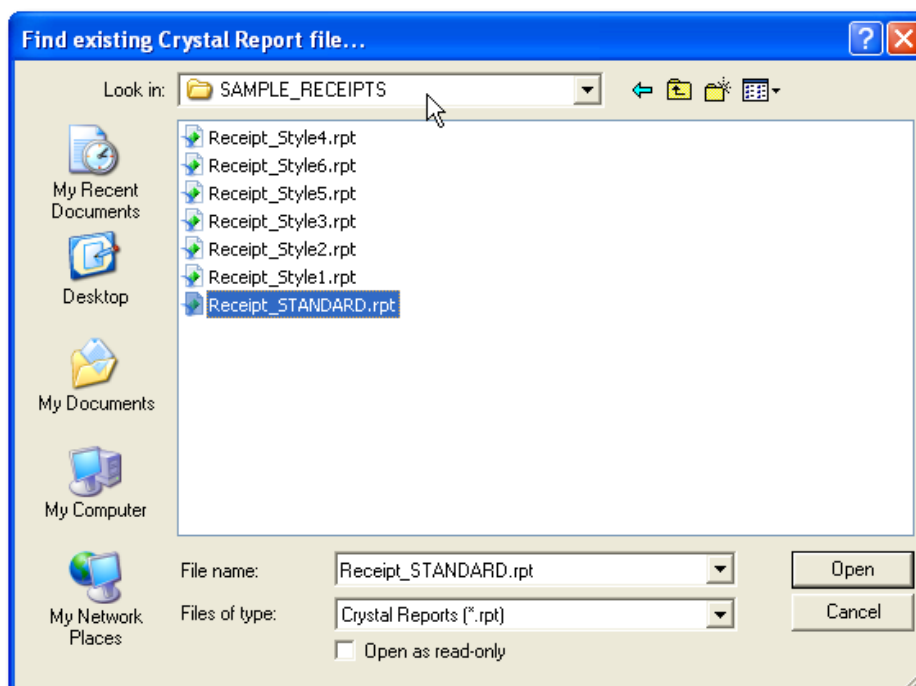 Find existing Crystal Report file...
Look in: SAMPLE_RECEIPTS
My Recent
Documents
Desktop
My Documents
My Computer
My Network
Places
Receipt_Style4.rpt
Receipt_Style6.rpt
Receipt_Style5.rpt
Receipt_Style3.rpt
Receipt_Style2.rpt
Receipt_Style1.rpt
Receipt_STANDARD.rpt
File name: Receipt_STANDARD.rpt Open
Files of type: Crystal Reports (*.rpt) Cancel
Open as read-only